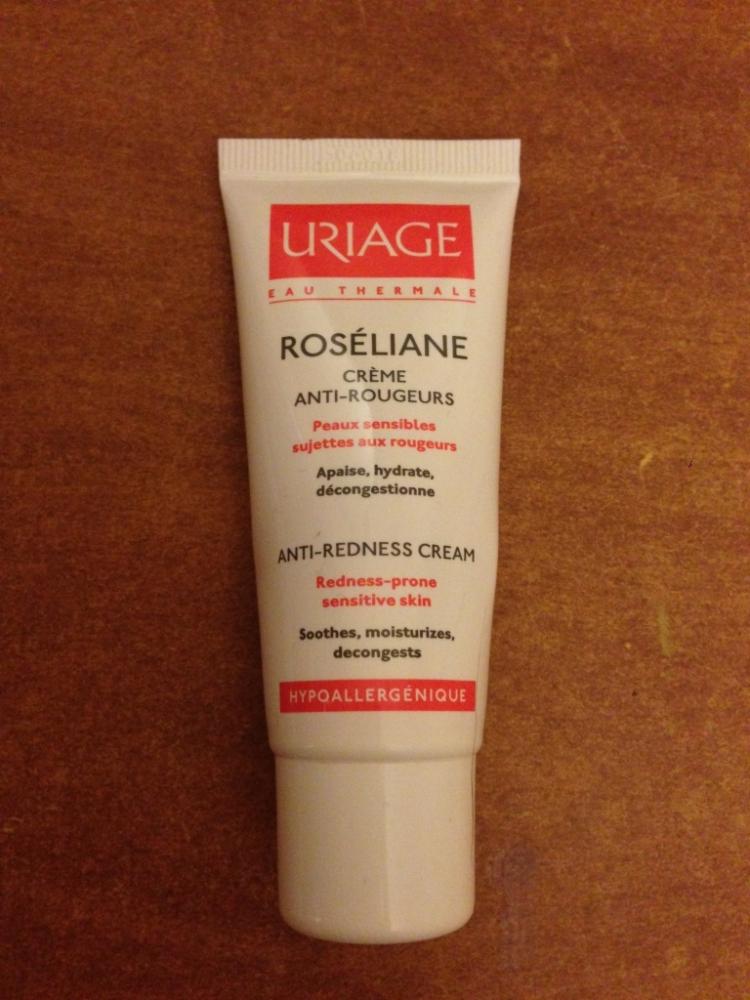 URIAGE
EAU THERMALE
ROSÉLIANE
CRÈME
ANTI-ROUGEURS
Peaux sensibles
sujettes aux rougeurs
Apaise, hydrate,
décongestionne
ANTI-REDNESS CREAM
Redness-prone
sensitive skin
Soothes, moisturizes,
decongests
HYPOALLERGÉNIQUE